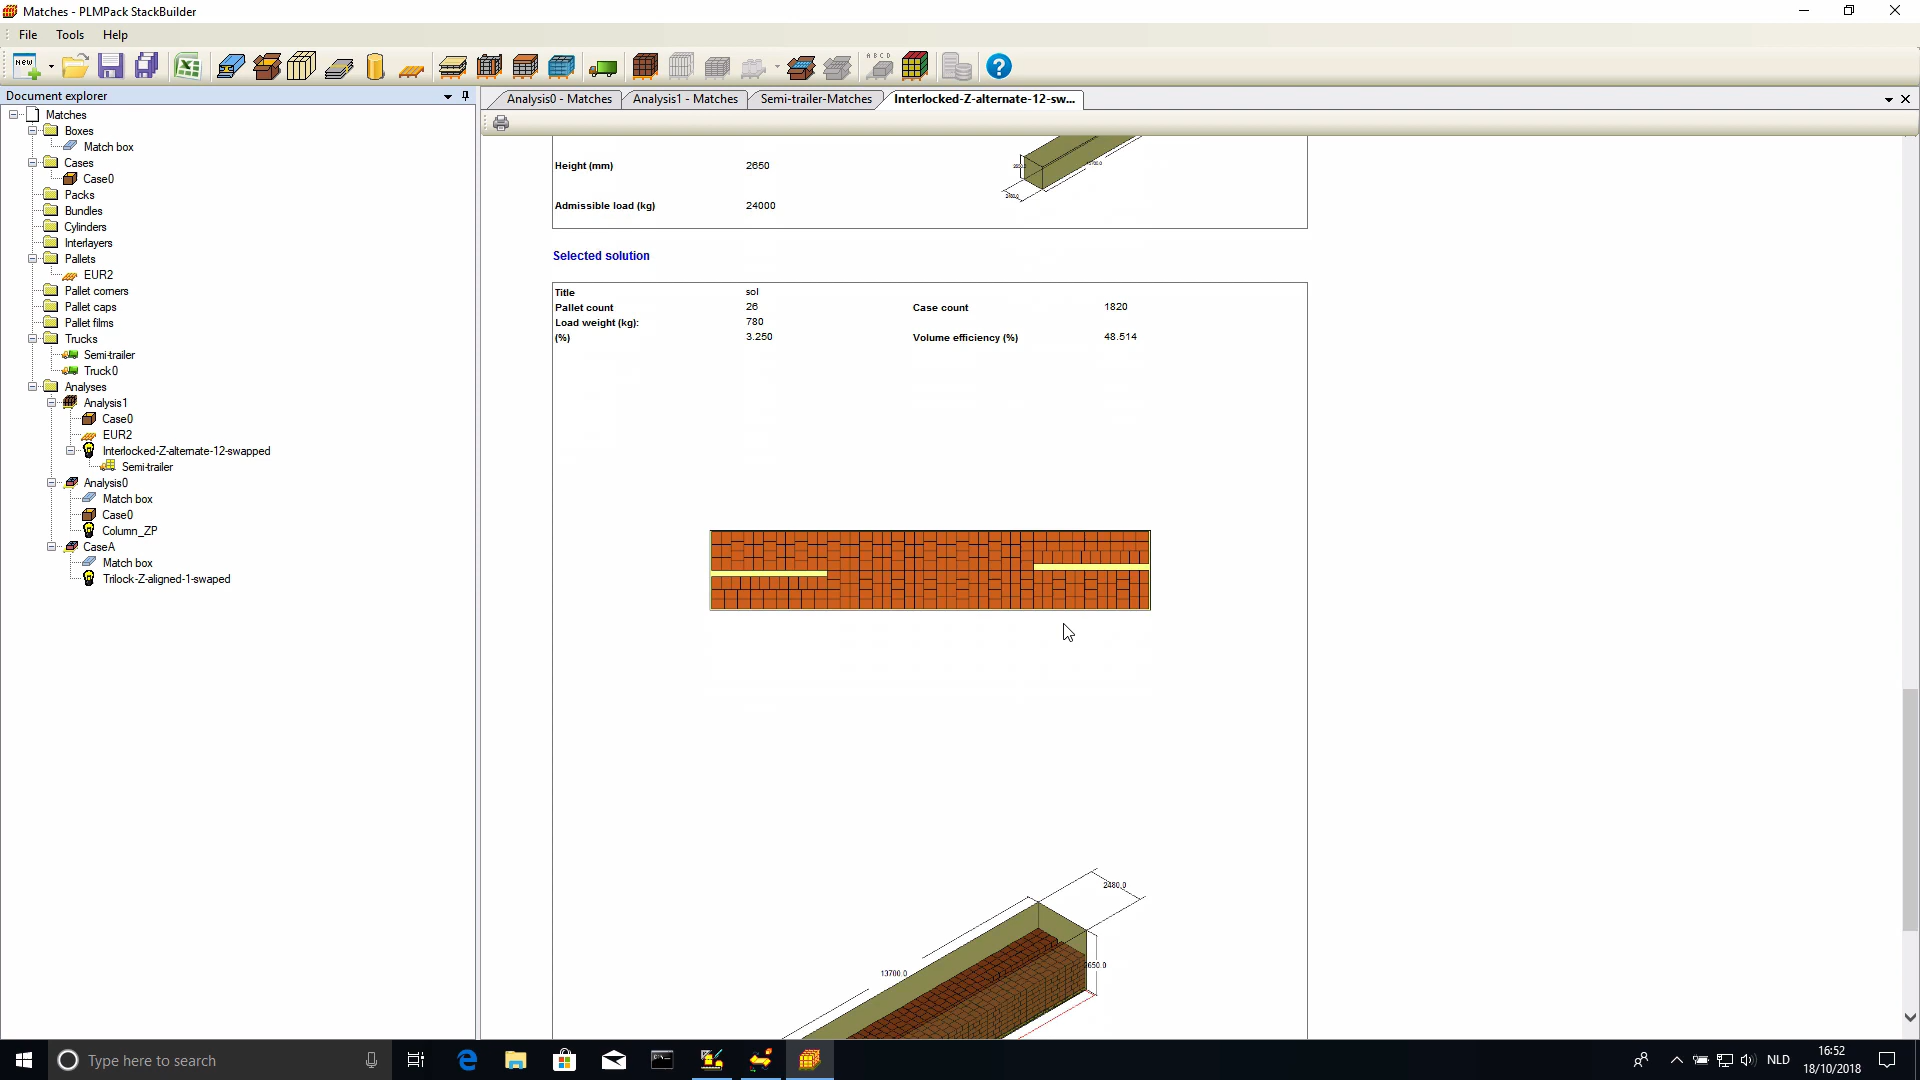 Matches - PLMPack StackBuilder
File Tools Help
NEW
A B C D
Document explorer
Matches
Boxes
Match box
Cases
Case0
Packs
Bundles
Cylinders
Interlayers
Pallets
EUR2
Pallet corners
Pallet caps
Pallet films
Trucks
Semi-trailer
Truck0
Analyses
Analysis1
Case0
EUR2
Interlocked-Z-alternate-12-swapped
Semi-trailer
Analysis0
Match box
Case0
Column_ZP
CaseA
Match box
Trilock-Z-aligned-1-swaped
Analysis0 - Matches Analysis1 - Matches Semi-trailer-Matches Interlocked-Z-alternate-12-sw...
Height (mm) 2650
Admissible load (kg) 24000
Selected solution
Title sol
Pallet count 26 Case count 1820
Load weight (kg): 780
(%) 3.250 Volume efficiency (%) 48.514
2480.0
13700.0
Type here to search
NLD
16:52
18/10/2018